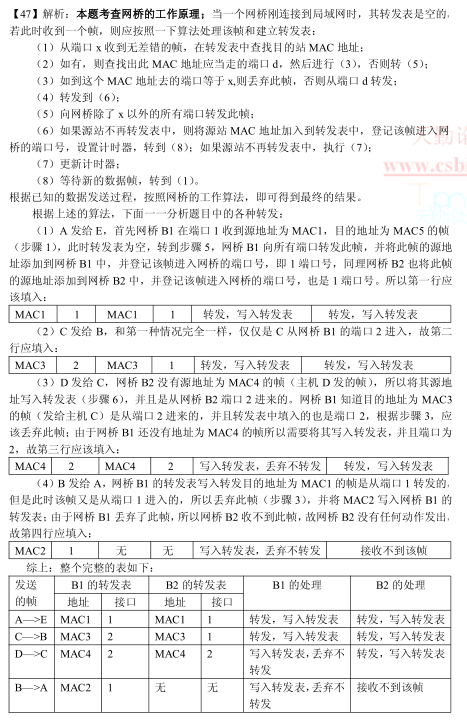 【47】解析：本题考查网桥的工作原理；当一个网桥刚连接到局域网时，其转发表是空的，
若此时收到一个帧，则应按照一下算法处理该帧和建立转发表：
（1）从端口 x 收到无差错的帧，在转发表中查找目的站 MAC 地址；
（2）如有，则查找出此 MAC 地址应当走的端口 d，然后进行（3），否则转（5）；
（3）如到这个 MAC 地址去的端口等于 x,则丢弃此帧，否则从端口 d 转发；
（4）转发到（6）；
（5）向网桥除了 x 以外的所有端口转发此帧；
（6）如果源站不再转发表中，则将源站 MAC 地址加入到转发表中，登记该帧进入网
桥的端口号，设置计时器，转到（8）；如果源站不再转发表中，执行（7）；
（7）更新计时器；
（8）等待新的数据帧，转到（1）。
根据已知的数据发送过程，按照网桥的工作算法，即可得到最终的结果。
根据上述的算法，下面一一分析题目中的各种转发：
（1）A 发给 E，首先网桥 B1 在端口 1 收到源地址为 MAC1，目的地址为 MAC5 的帧
（步骤 1），此时转发表为空，转到步骤 5，网桥 B1 向所有端口转发此帧，并将此帧的源地
址添加到网桥 B1 中，并登记该帧进入网桥的端口号，即 1 端口号，同理网桥 B2 也将此帧
的源地址添加到网桥 B2 中，并登记该帧进入网桥的端口号，也是 1 端口号。所以第一行应
该填入：
MAC1 1 MAC1 1 转发，写入转发表 转发，写入转发表
（2）C 发给 B，和第一种情况完全一样，仅仅是 C 从网桥 B1 的端口 2 进入，故第二
行应填入：
MAC3 2 MAC3 1 转发，写入转发表 转发，写入转发表
（3）D 发给 C，网桥 B2 没有源地址为 MAC4 的帧（主机 D 发的帧），所以将其源地
址写入转发表（步骤 6），并且是从网桥 B2 端口 2 进来的。网桥 B1 知道目的地址为 MAC3
的帧（发给主机 C）是从端口 2 进来的，并且转发表中填入的也是端口 2，根据步骤 3，应
该丢弃此帧；由于网桥 B1 还没有地址为 MAC4 的帧所以需要将其写入转发表，并且端口为
2，故第三行应该填入：
MAC4 2 MAC4 2 写入转发表，丢弃不转发 转发，写入转发表
（4）B 发给 A，网桥 B1 的转发表写入转发目的地址为 MAC1 的帧是从端口 1 转发的，
但是此时该帧又是从端口 1 进入的，所以丢弃此帧（步骤 3），并将 MAC2 写入网桥 B1 的
转发表；由于网桥 B1 丢弃了此帧，所以网桥 B2 收不到此帧，故网桥 B2 没有任何动作发出，
故第四行应填入：
MAC2 1 无 无 写入转发表，丢弃不转发 接收不到该帧
综上：整个完整的表如下：
发送 B1 的转发表 B2 的转发表 B1 的处理 B2 的处理
的帧 地址 接口 地址 接口
A—>E MAC1 1 MAC1 1 转发，写入转发表 转发，写入转发表
C—>B MAC3 2 MAC3 1 转发，写入转发表 转发，写入转发表
D—>C MAC4 2 MAC4 2 写入转发表，丢弃不 转发，写入转发表
转发
B—>A MAC2 1 无 无 写入转发表，丢弃不 接收不到该帧
转发
www.csb